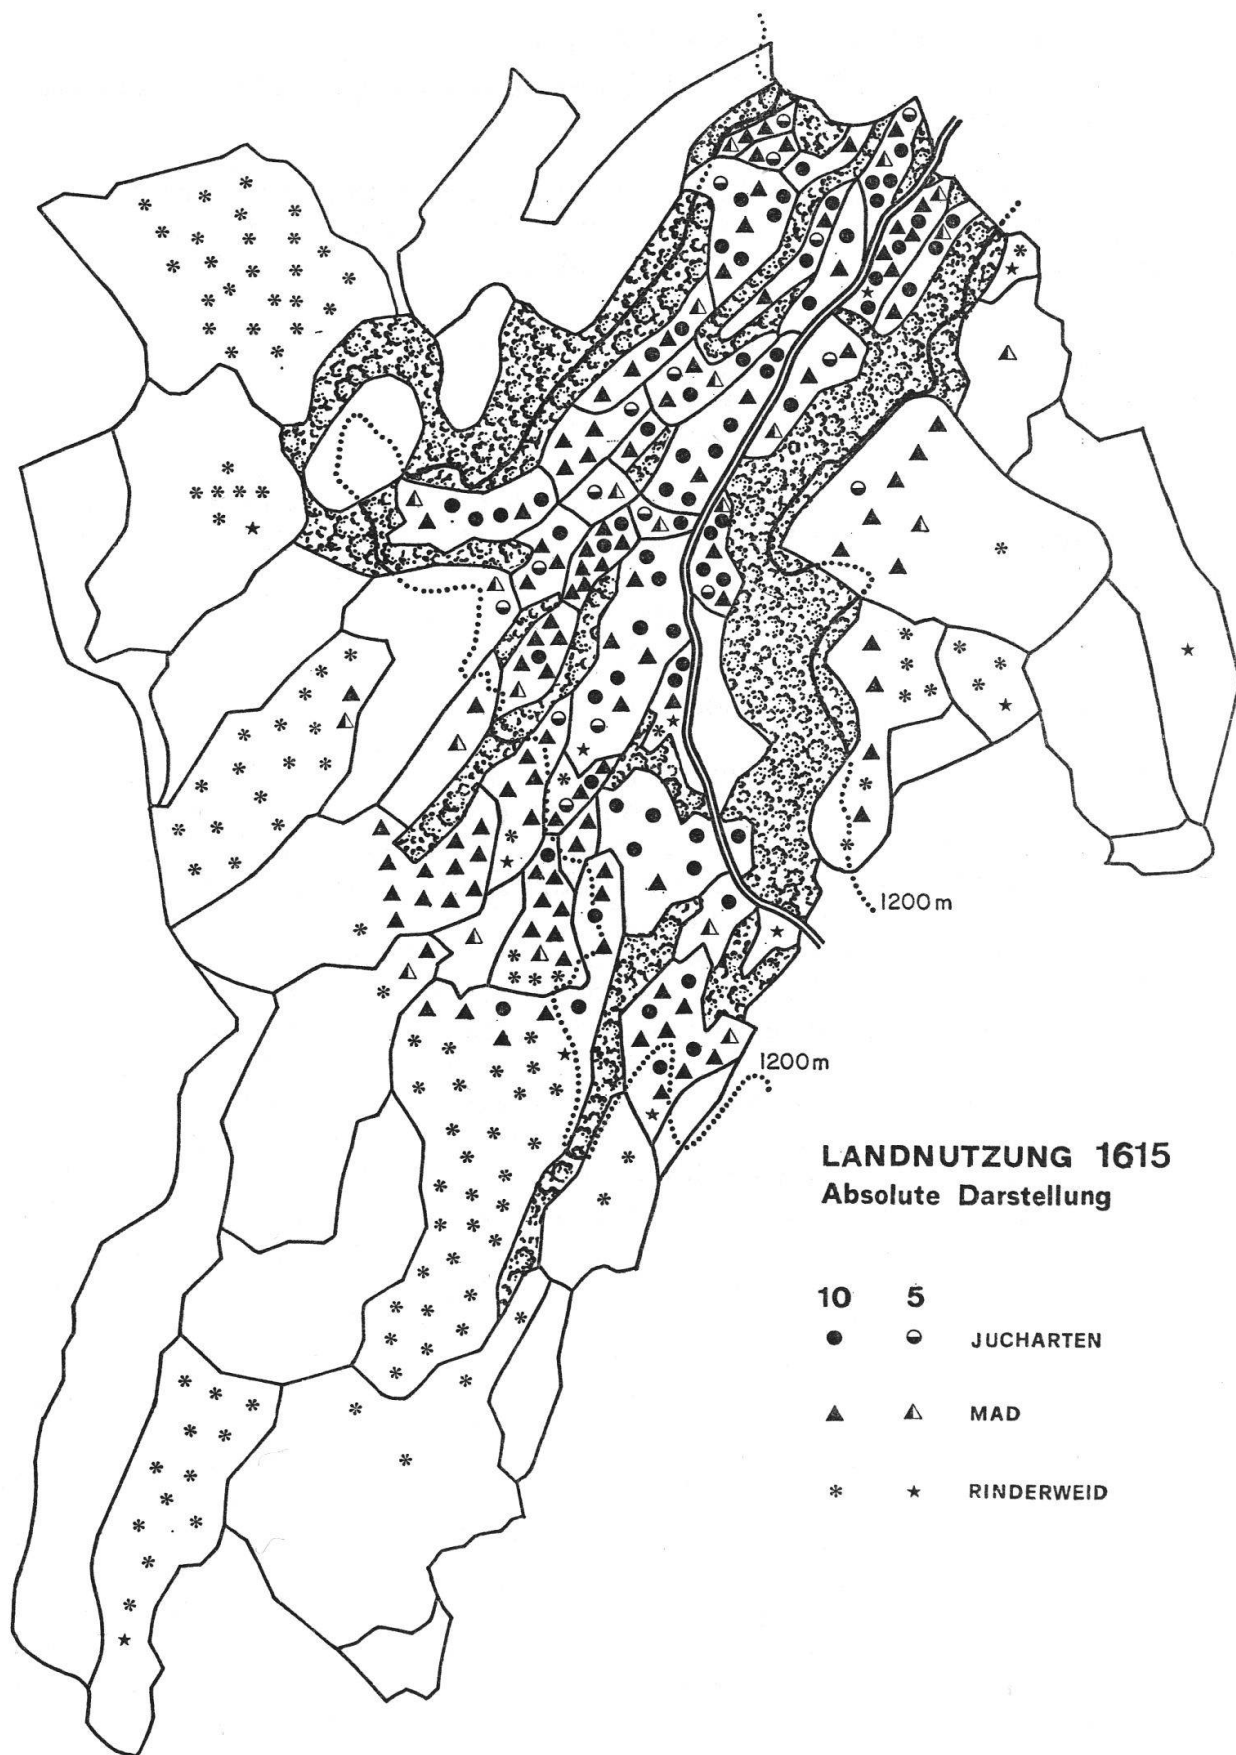 1200m
1200m
LANDNUTZUNG 1615
Absolute Darstellung
10 5
JUCHARTEN
MAD
RINDERWEID